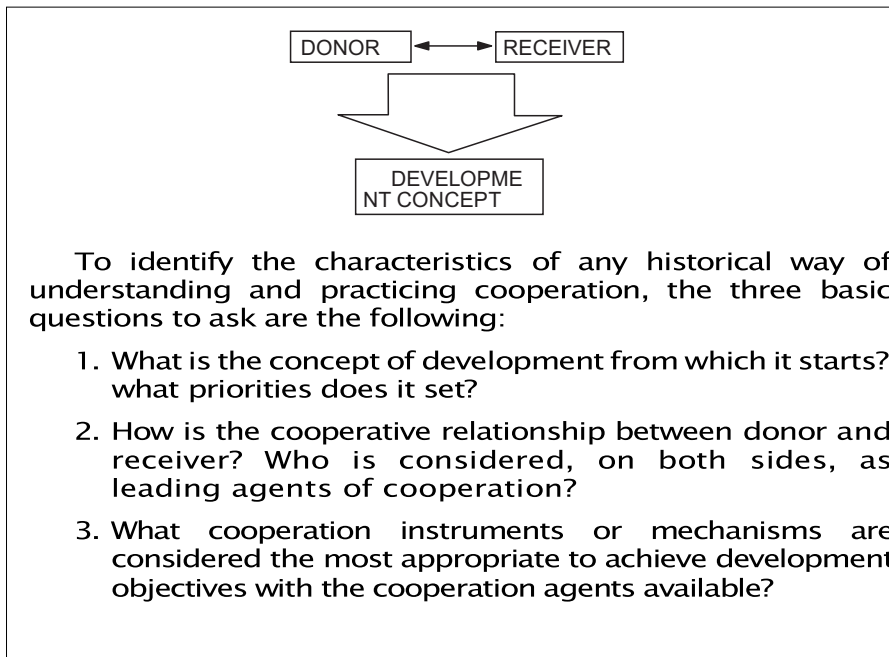 DONOR
RECEIVER
DEVELOPME
NT CONCEPT
To identify the characteristics of any historical way of
understanding and practicing cooperation, the three basic
questions to ask are the following:
1. What is the concept of development from which it starts?
what priorities does it set?
2. How is the cooperative relationship between donor and
receiver? Who is considered, on both sides, as
leading agents of cooperation?
3. What cooperation instruments or mechanisms are
considered the most appropriate to achieve development
objectives with the cooperation agents available?